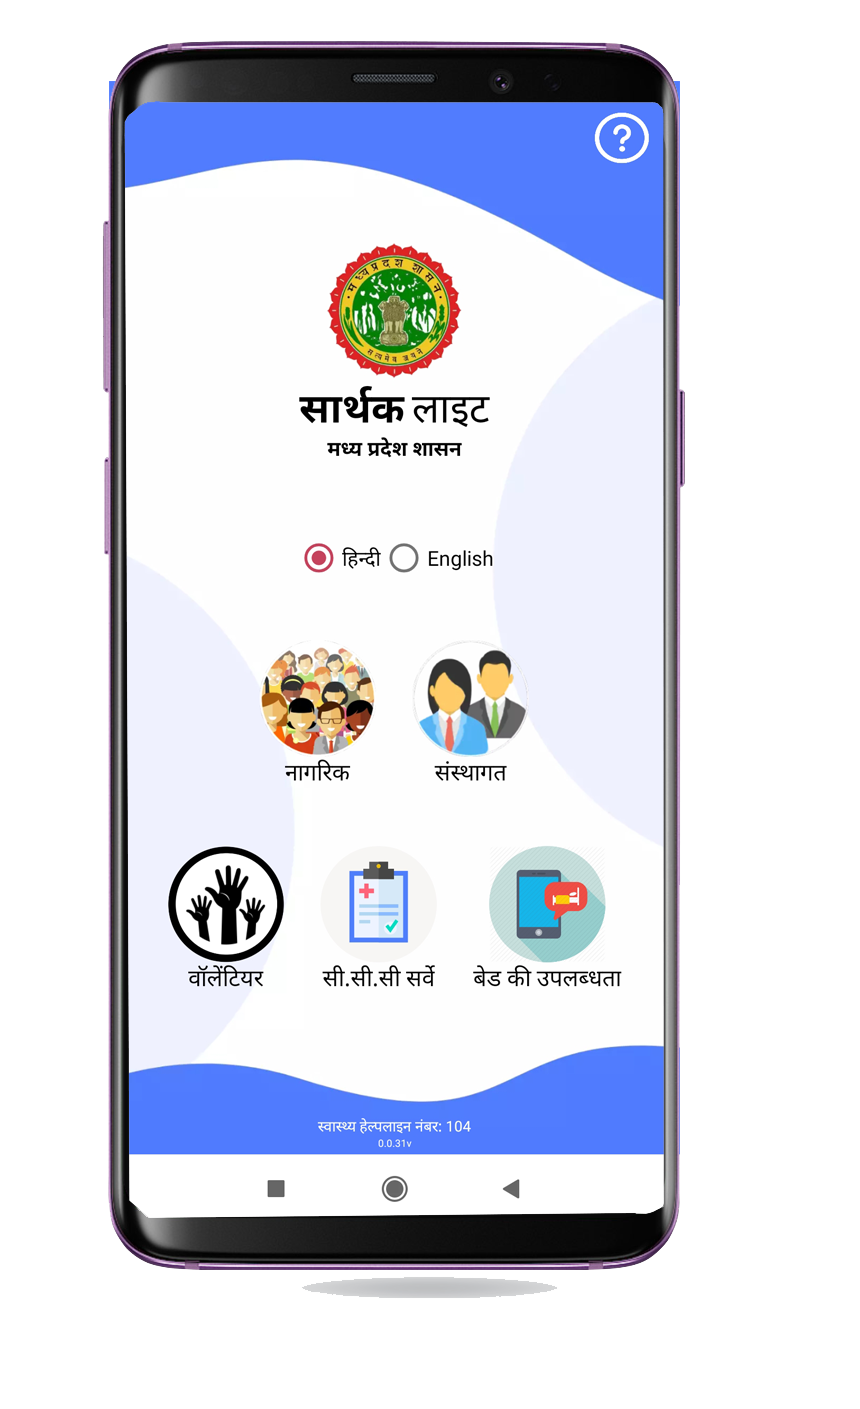 ?
मध्यप्रदेश शासन
सत्यमेव जयते
सार्थक लाइट
मध्य प्रदेश शासन
हिन्दी English
नागरिक संस्थागत
वॉलेंटियर सी.सी.सी सर्वे बेड की उपलब्धता
स्वास्थ्य हेल्पलाइन नंबर: 104
0.0.31v